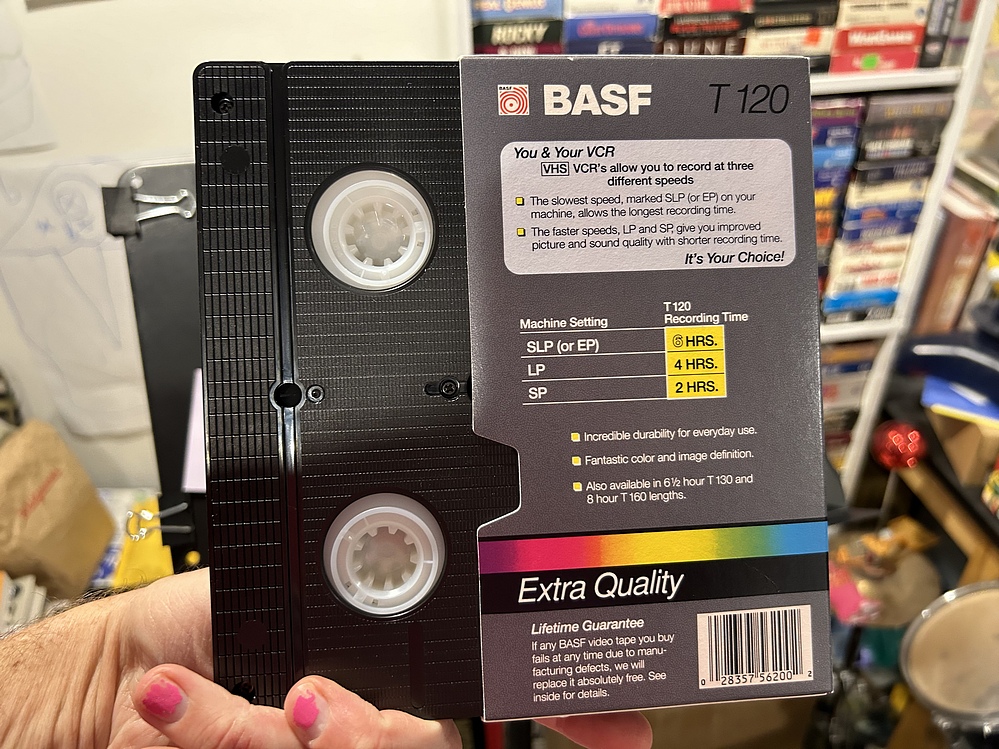 ROCKY
DUNE
BASF
BASF T 120
You & Your VCR
VHS VCR's allow you to record at three
different speeds
The slowest speed, marked SLP (or EP) on your
machine, allows the longest recording time.
The faster speeds, LP and SP, give you improved
picture and sound quality with shorter recording time.
It's Your Choice!
T 120
Machine Setting Recording Time
SLP (or EP) 6 HRS.
LP 4 HRS.
SP 2 HRS.
Incredible durability for everyday use.
Fantastic color and image definition.
Also available in 6½ hour T 130 and
8 hour T 160 lengths.
Extra Quality
Lifetime Guarantee
If any BASF video tape you buy
fails at any time due to manu-
facturing defects, we will
replace it absolutely free. See
inside for details.
0 28357 56200 2